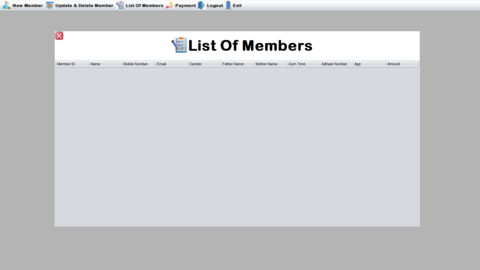 New Member Update & Delete Member List Of Members Payment Logout Exit
List Of Members
Member ID Name Mobile Number Email Gender Father Name Mother Name Gym Time Adhaar Number Age Amount